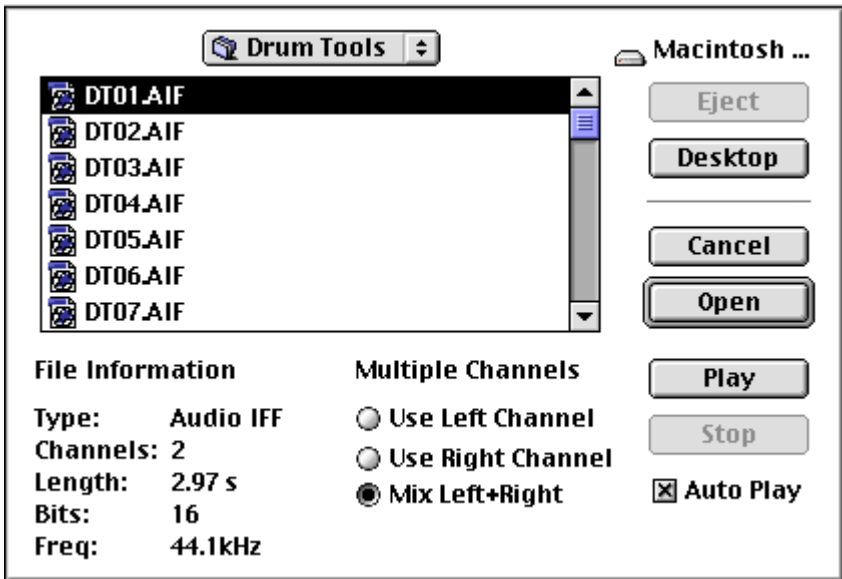 Drum Tools
Macintosh ...
DT01.AIF
DT02.AIF
DT03.AIF
DT04.AIF
DT05.AIF
DT06.AIF
DT07.AIF
Eject
Desktop
Cancel
Open
File Information
Type: Audio IFF
Channels: 2
Length: 2.97 s
Bits: 16
Freq: 44.1kHz
Multiple Channels
Use Left Channel
Use Right Channel
Mix Left+Right
Play
Stop
Auto Play